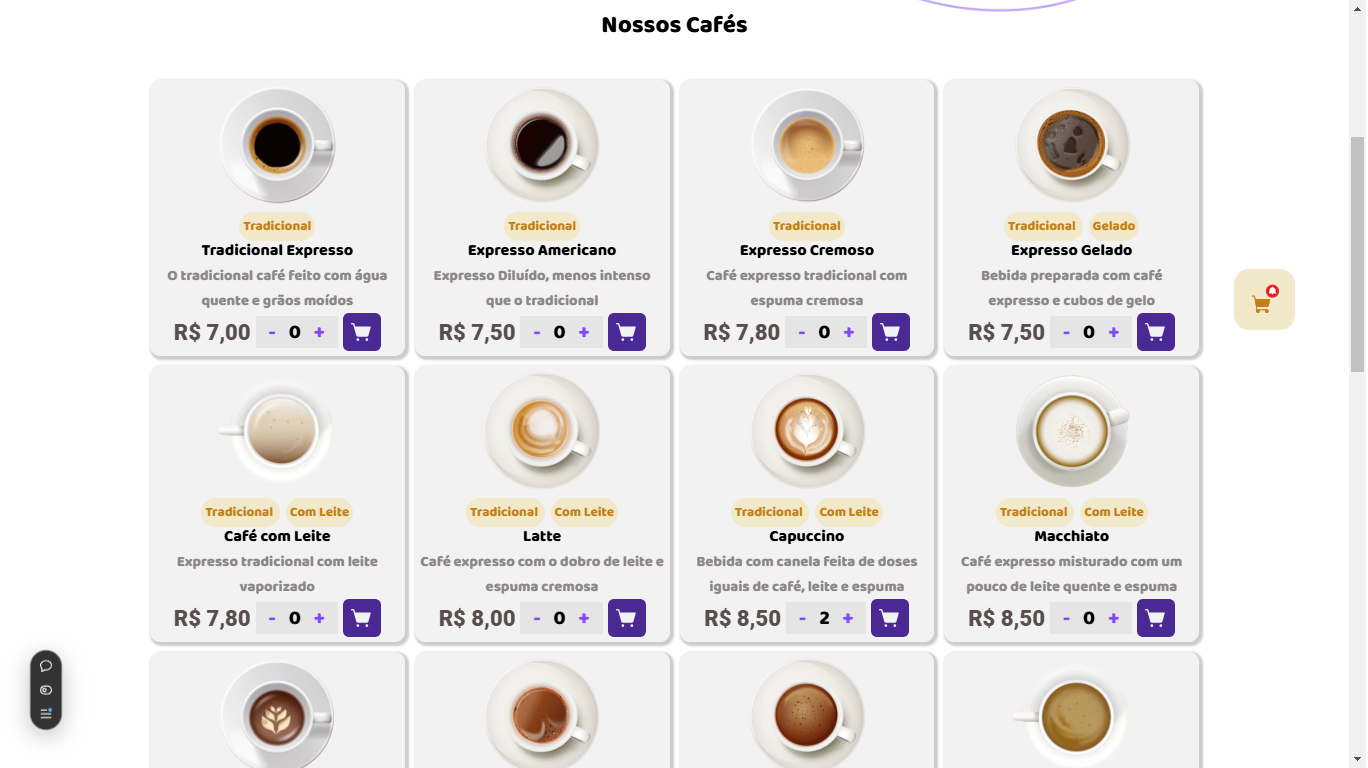 Nossos Cafés
Tradicional
Tradicional Expresso
O tradicional café feito com água
quente e grãos moídos
R$ 7,00 - 0 +
Tradicional
Expresso Americano
Expresso Diluído, menos intenso
que o tradicional
R$ 7,50 - 0 +
Tradicional
Expresso Cremoso
Café expresso tradicional com
espuma cremosa
R$ 7,80 - 0 +
Tradicional Gelado
Expresso Gelado
Bebida preparada com café
expresso e cubos de gelo
R$ 7,50 - 0 +
Tradicional Com Leite
Café com Leite
Expresso tradicional com leite
vaporizado
R$ 7,80 - 0 +
Tradicional Com Leite
Latte
Café expresso com o dobro de leite e
espuma cremosa
R$ 8,00 - 0 +
Tradicional Com Leite
Capuccino
Bebida com canela feita de doses
iguais de café, leite e espuma
R$ 8,50 - 2 +
Tradicional Com Leite
Macchiato
Café expresso misturado com um
pouco de leite quente e espuma
R$ 8,50 - 0 +